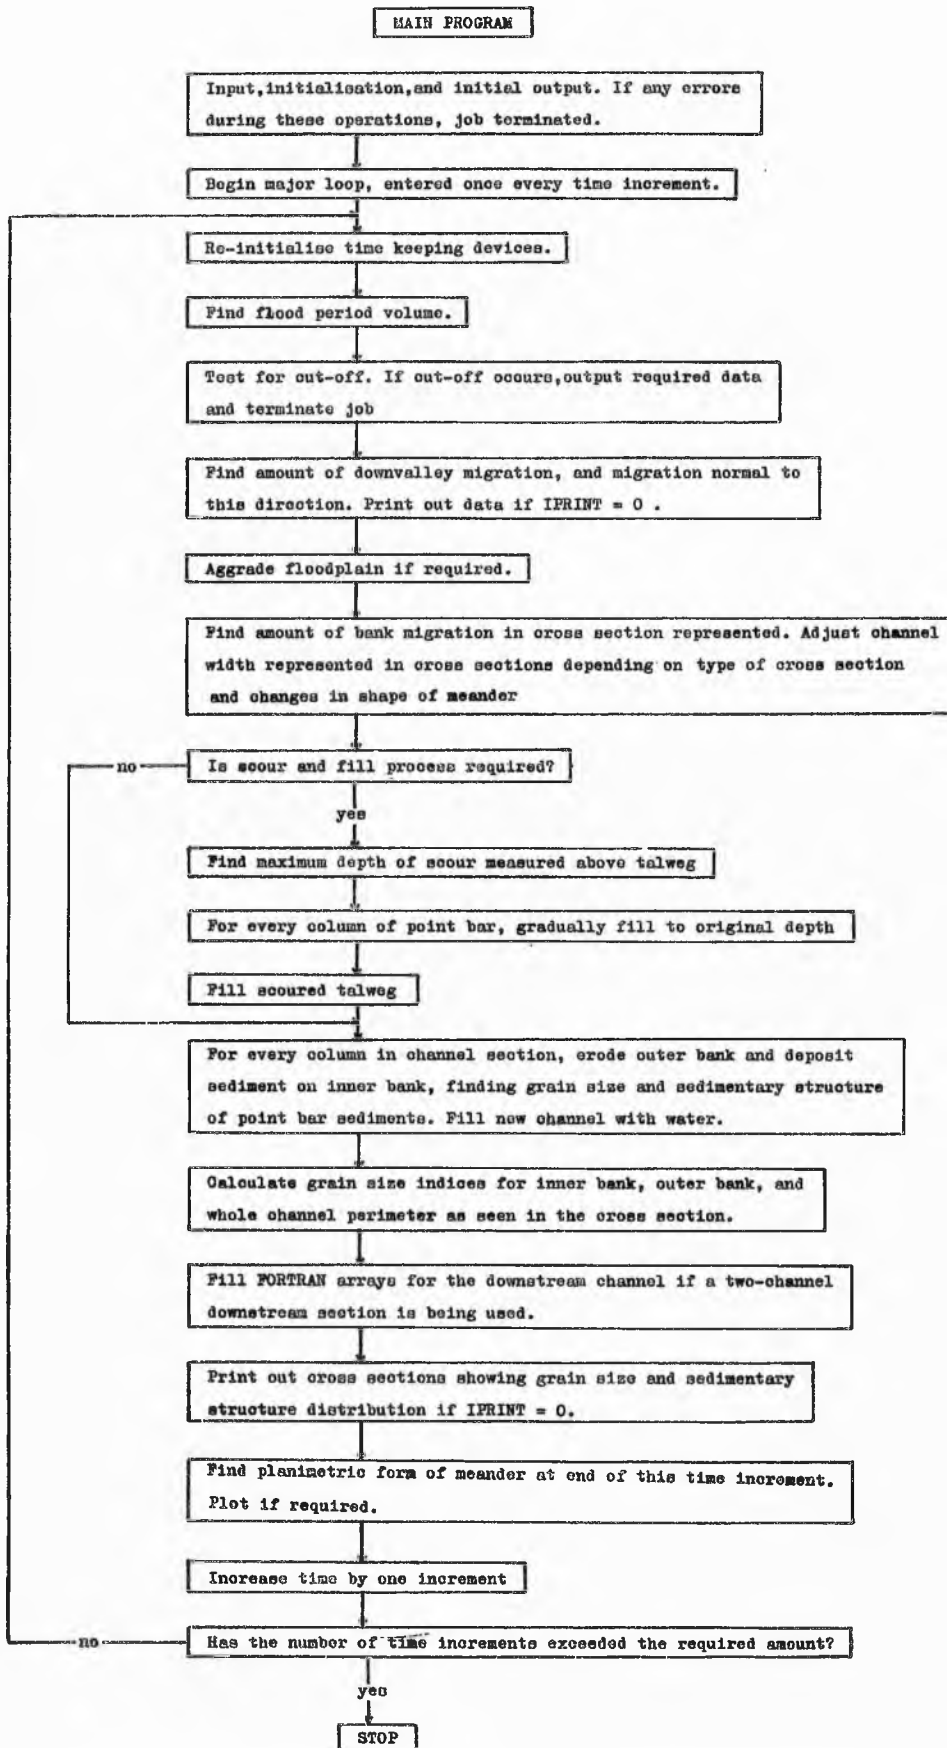 MAIN PROGRAM
Input,initialisation,and initial output. If any errors
during these operations, job terminated.
Begin major loop, entered once every time increment.
Re-initialise time keeping devices.
Find flood period volume.
Test for cut-off. If cut-off occurs,output required data
and terminate job
Find amount of downvalley migration, and migration normal to
this direction. Print out data if IPRINT = 0 .
Aggrade floodplain if required.
Find amount of bank migration in cross section represented. Adjust channel
width represented in cross sections depending on type of cross section
and changes in shape of meander
no
Is scour and fill process required?
yes
Find maximum depth of scour measured above talweg
For every column of point bar, gradually fill to original depth
Fill scoured talweg
For every column in channel section, erode outer bank and deposit
sediment on inner bank, finding grain size and sedimentary structure
of point bar sediments. Fill new channel with water.
Calculate grain size indices for inner bank, outer bank, and
whole channel perimeter as seen in the cross section.
Fill FORTRAN arrays for the downstream channel if a two-channel
downstream section is being used.
Print out cross sections showing grain size and sedimentary
structure distribution if IPRINT = 0.
Find planimetric form of meander at end of this time increment.
Plot if required.
Increase time by one increment
no
Has the number of time increments exceeded the required amount?
yes
STOP